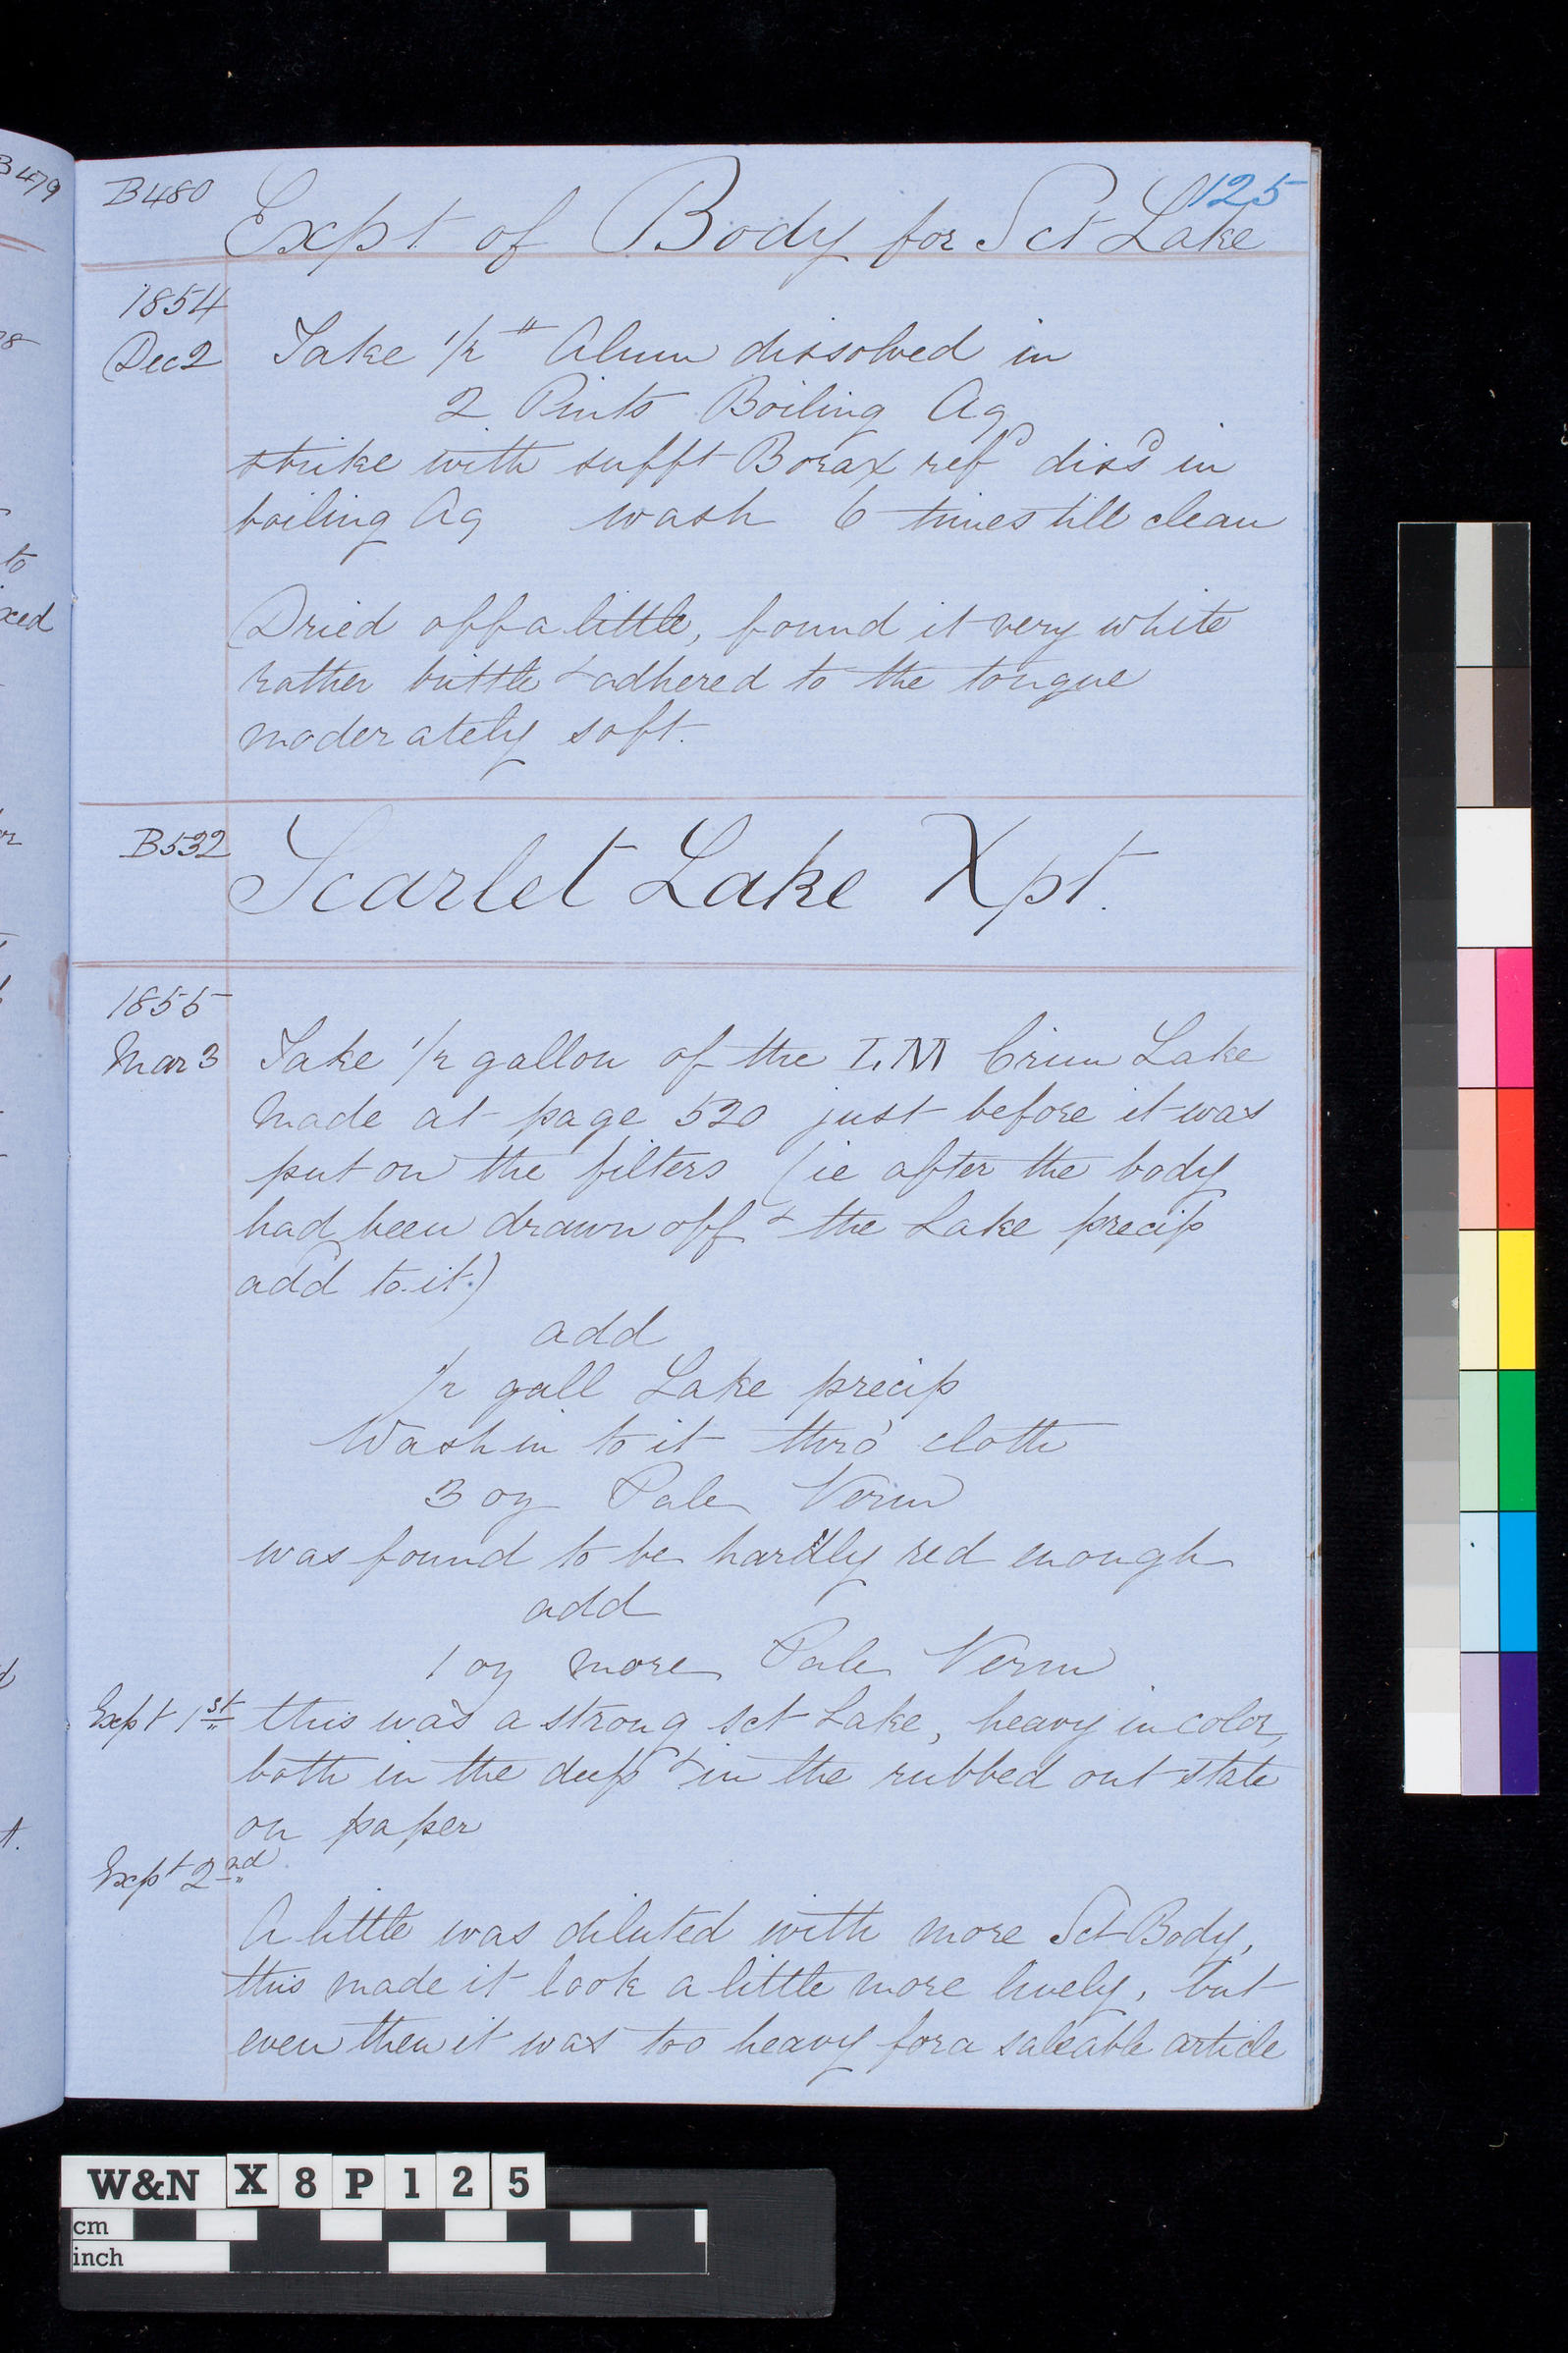 B479
B480
125
Expt of Body for Sct Lake
1854
Dec 2 Take 1/2 " Alum dissolved in
2 Pints Boiling Aq
strike with sufft Borax refd dissd in
boiling Aq wash 6 times till clean
Dried off a little, found it very white
rather brittle & adhered to the tongue
moderately soft.
B532 Scarlet Lake Xpt.
1855
Mar 3 Take 1/2 gallon of the Crim Lake
made at page 520 just before it was
put on the filters (ie after the body
had been drawn off & the Lake precip
add to it.)
add
1/2 gall Lake precip
Wash in to it thro' cloth
3 oz Pale Verm
was found to be hardly red enough
add
1 oz more Pale Verm
Expt 1st this was a strong sct Lake, heavy in color,
both in the deep & in the rubbed out state
on paper
Expt 2nd
A little was diluted with more Sct Body,
this made it look a little more lively, but
even then it was too heavy for a saleable article
to
xed
W&N X 8 P 1 2 5
cm
inch